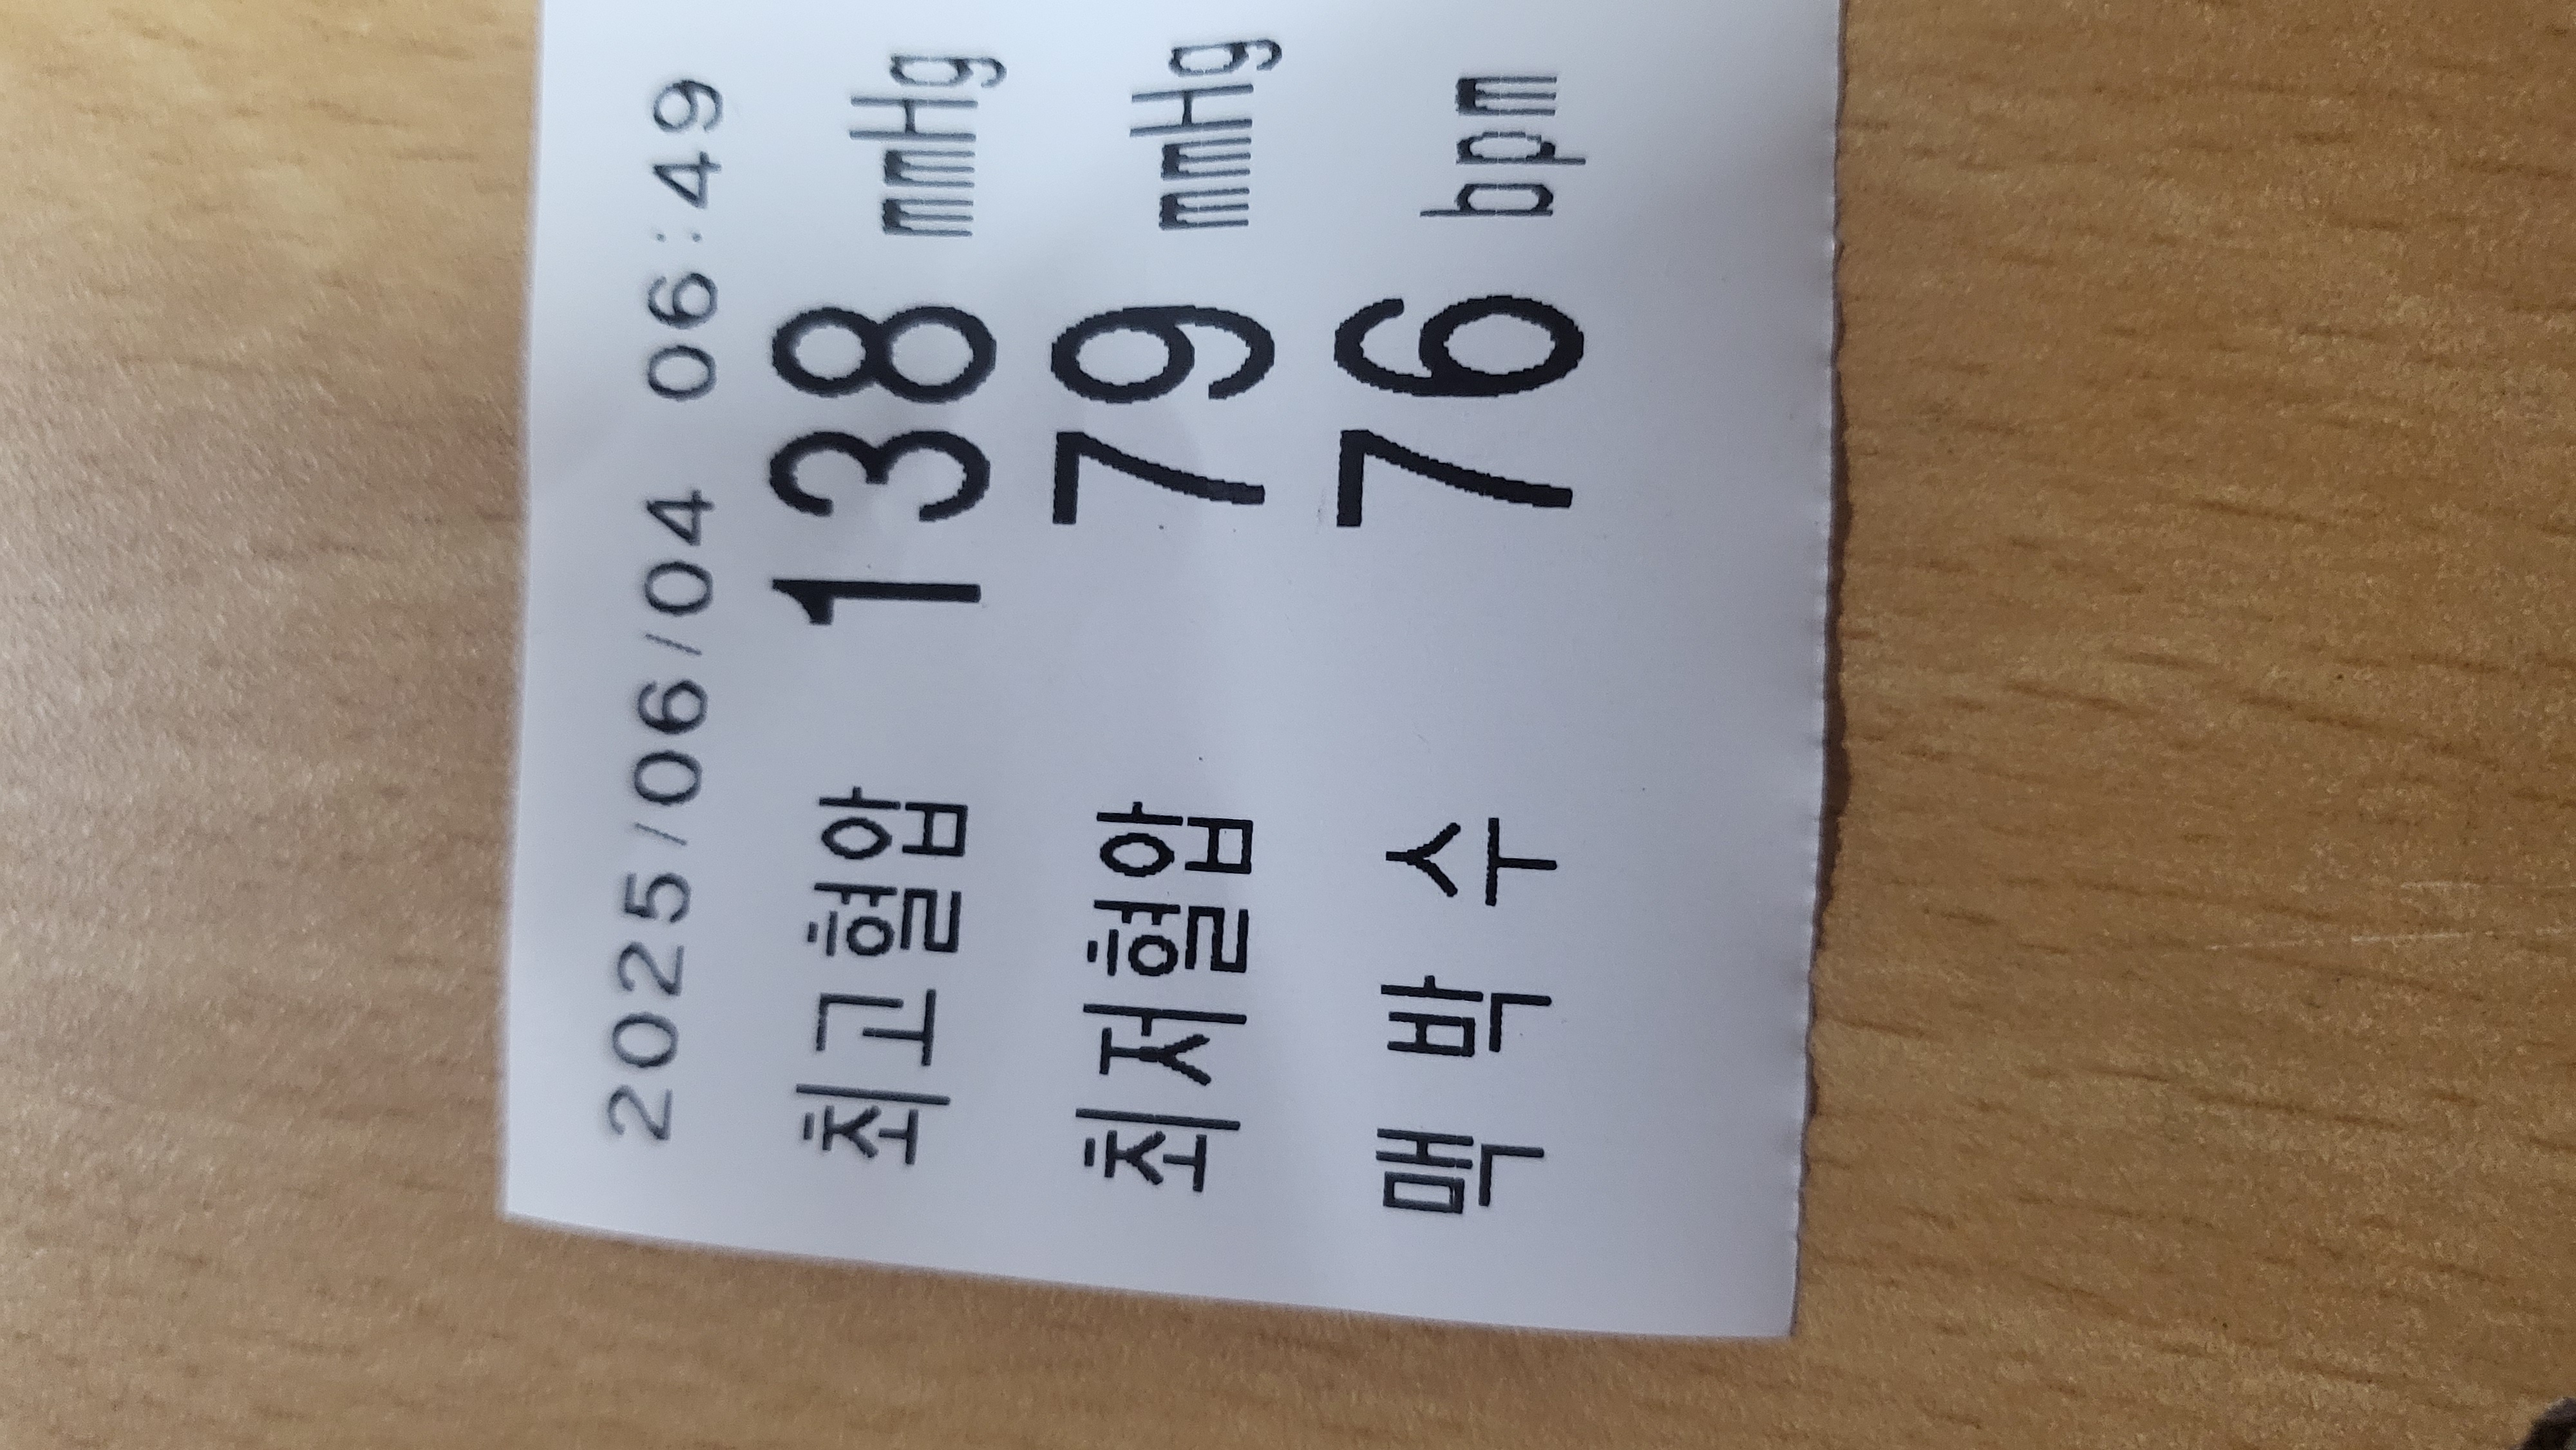 2025/06/04 06:49
최고혈압 138 mmHg
최저혈압 79 mmHg
맥 박 수 76 bpm